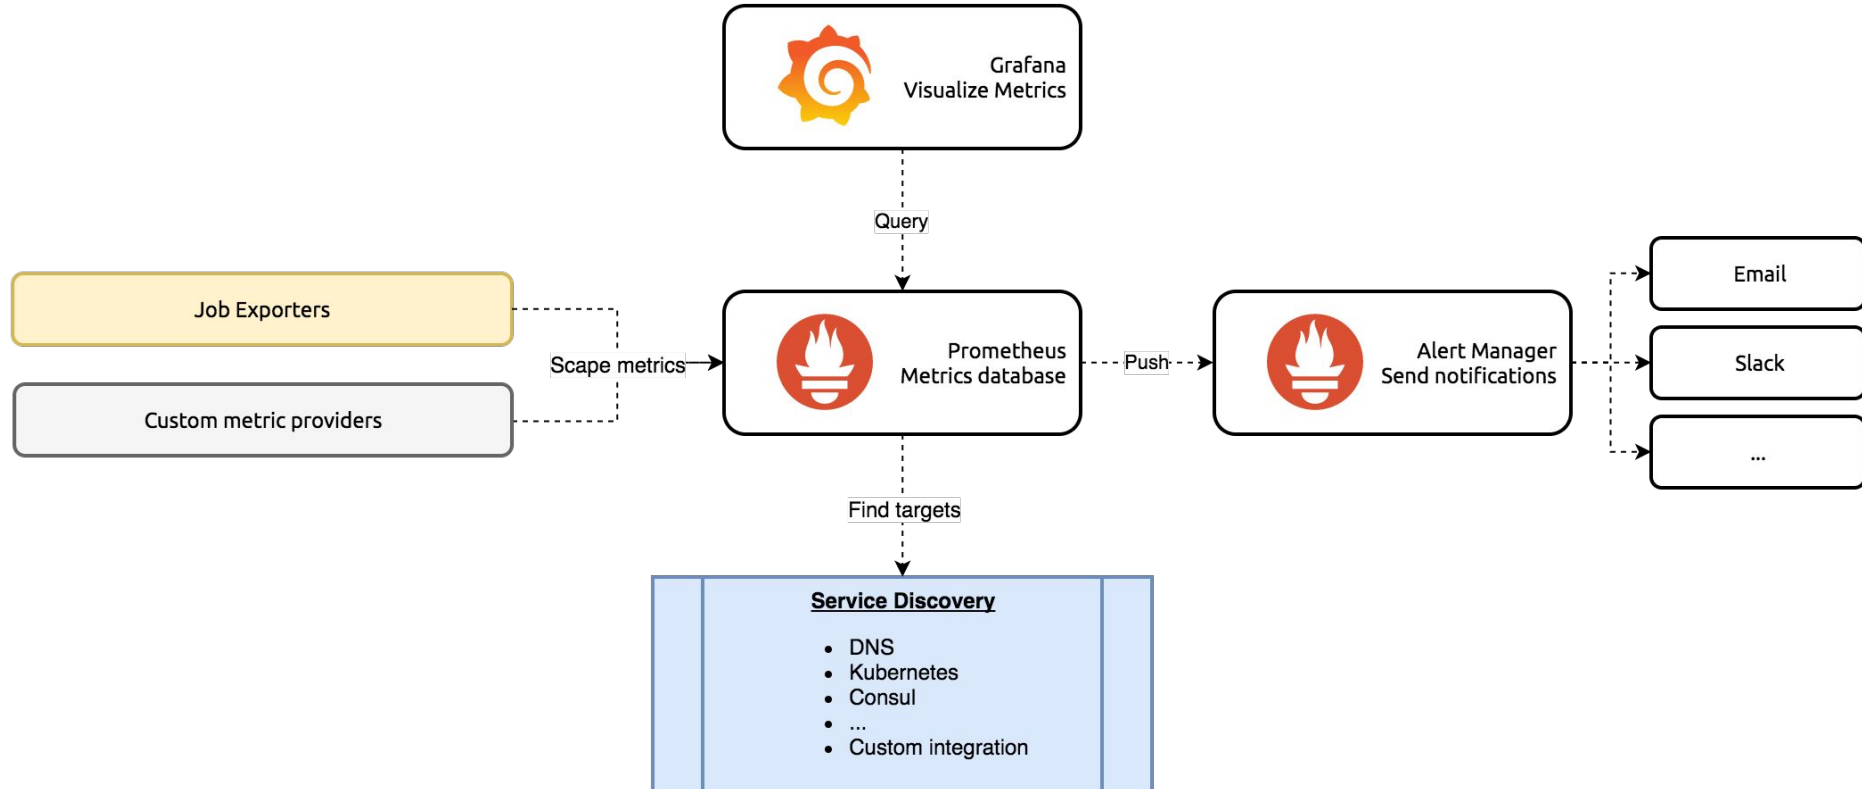 Grafana
Visualize Metrics
Query
Job Exporters
Scape metrics
Custom metric providers
Prometheus
Metrics database
Push
Alert Manager
Send notifications
Email
Slack
...
Find targets
Service Discovery
• DNS
• Kubernetes
• Consul
• ...
• Custom integration